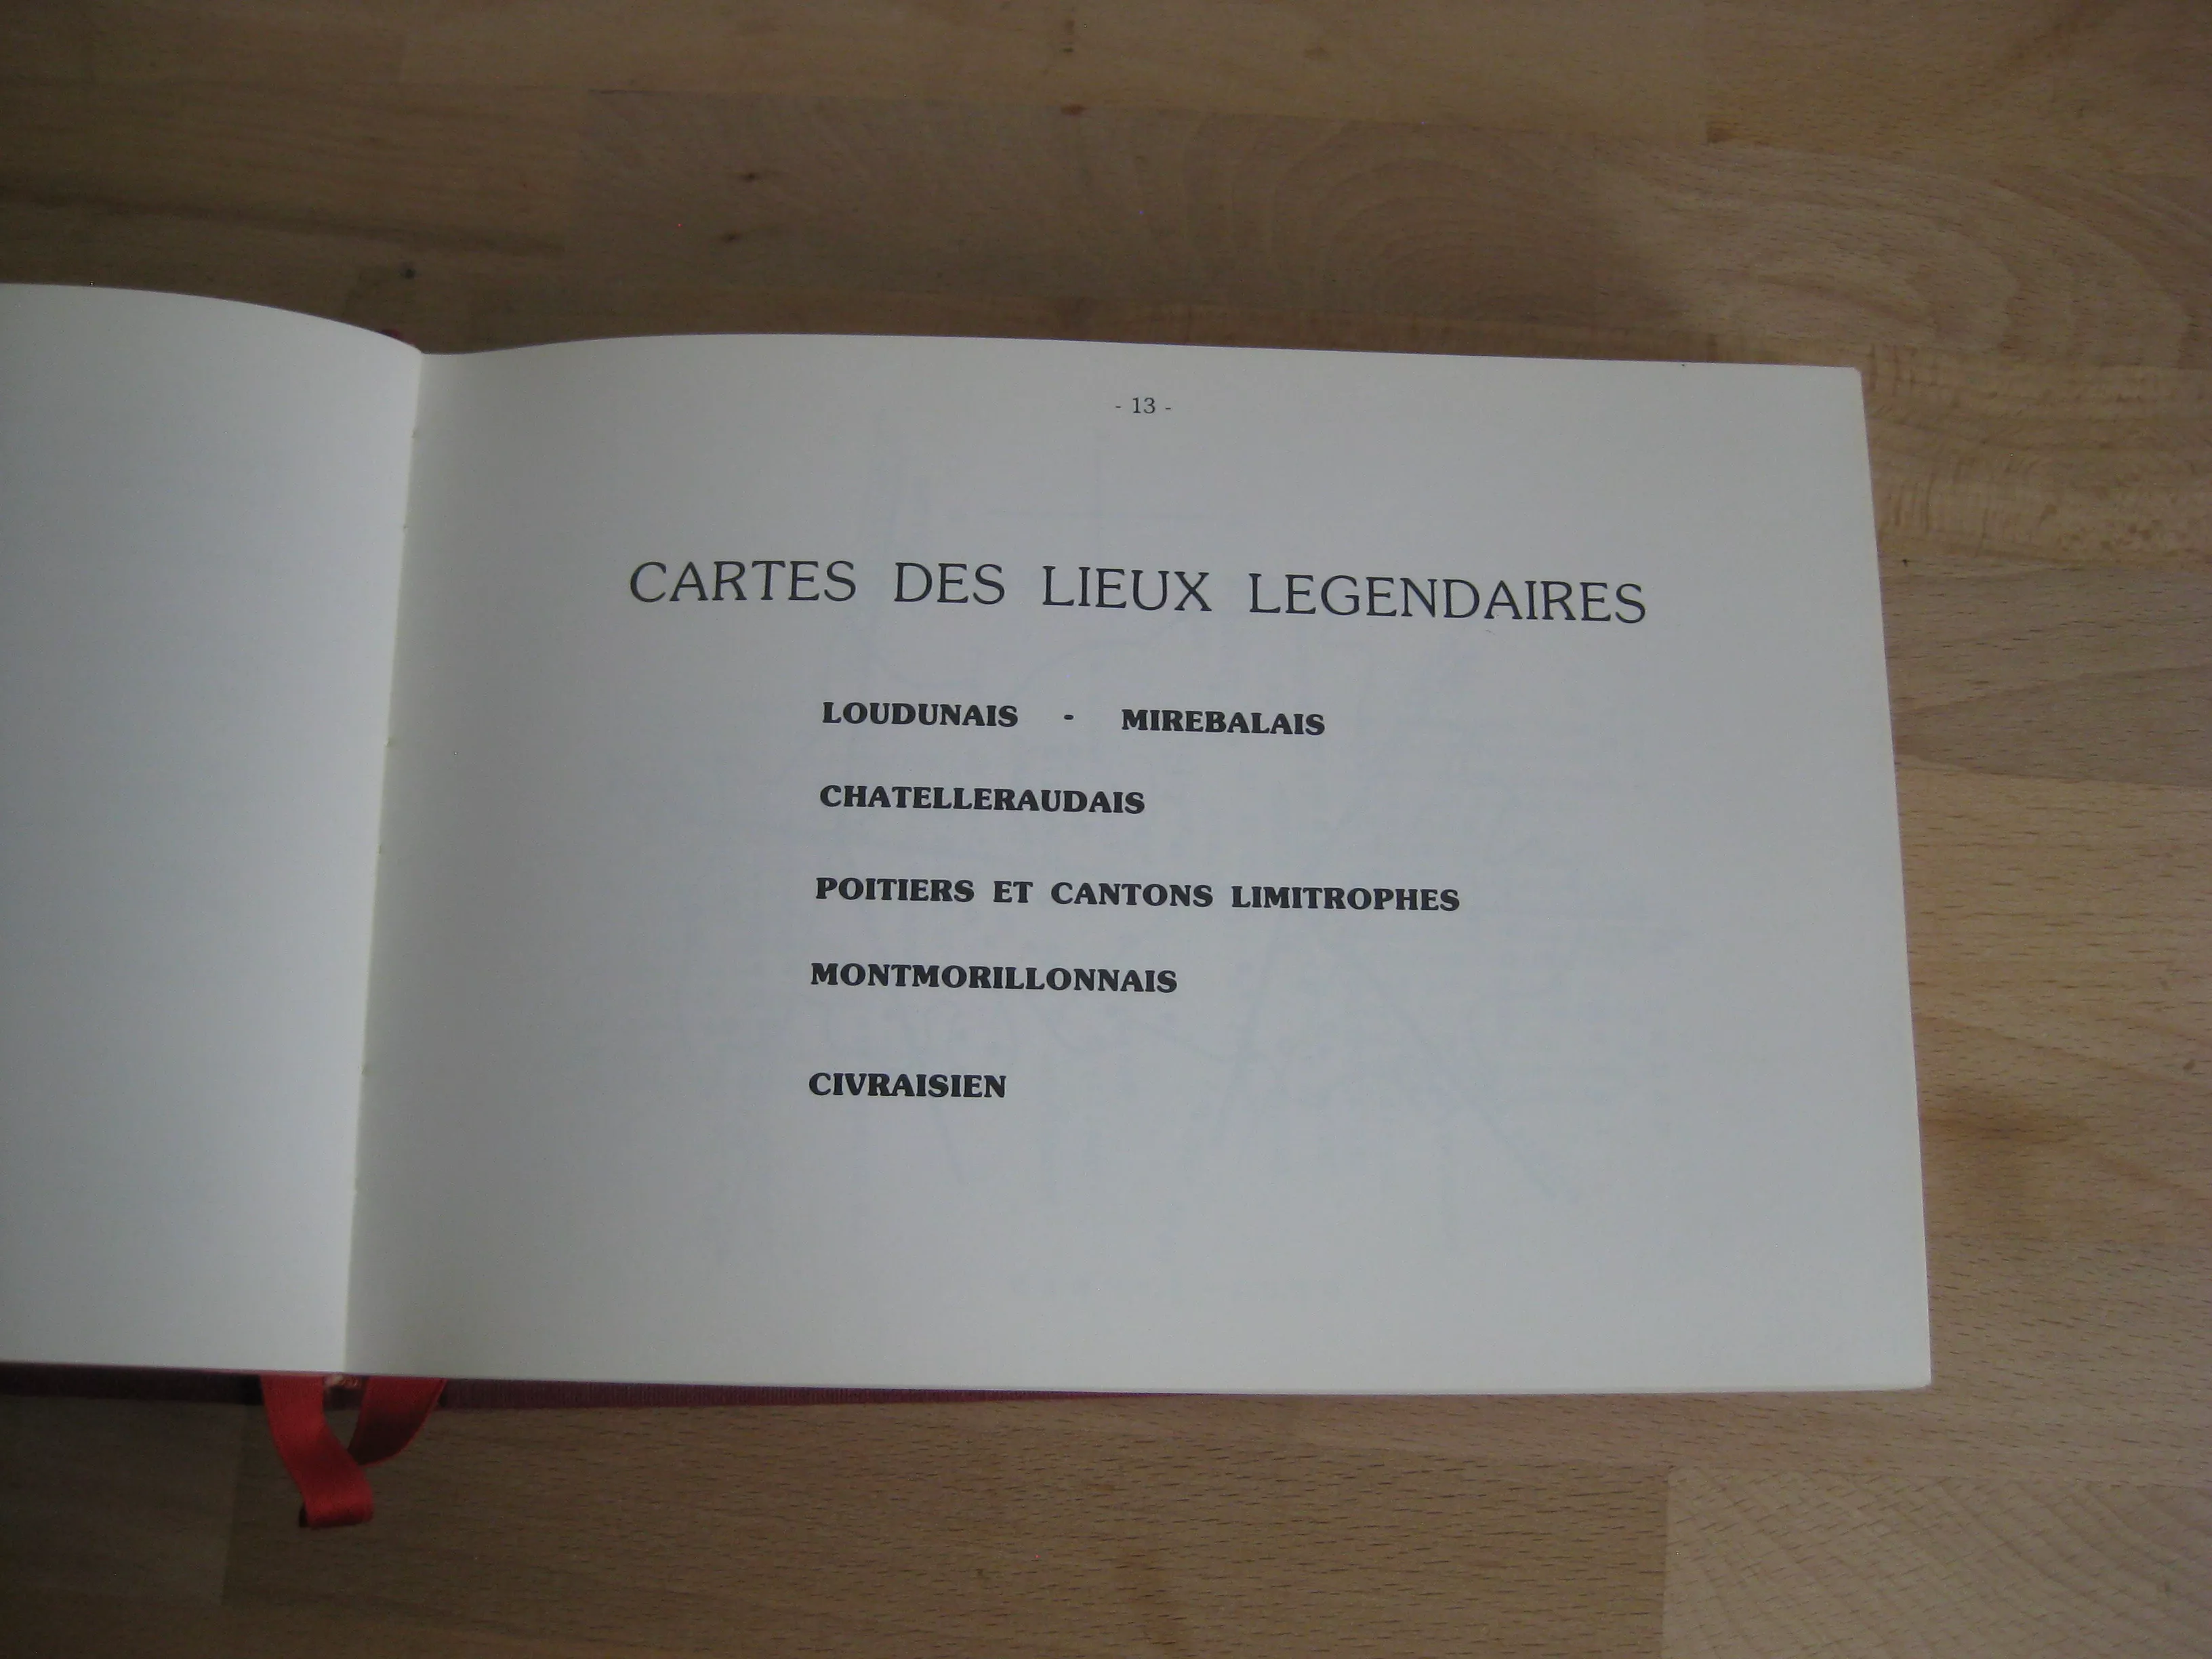 - 13 -
CARTES DES LIEUX LEGENDAIRES
LOUDUNAIS - MIREBALAIS
CHATELLERAUDAIS
POITIERS ET CANTONS LIMITROPHES
MONTMORILLONNAIS
CIVRAISIEN